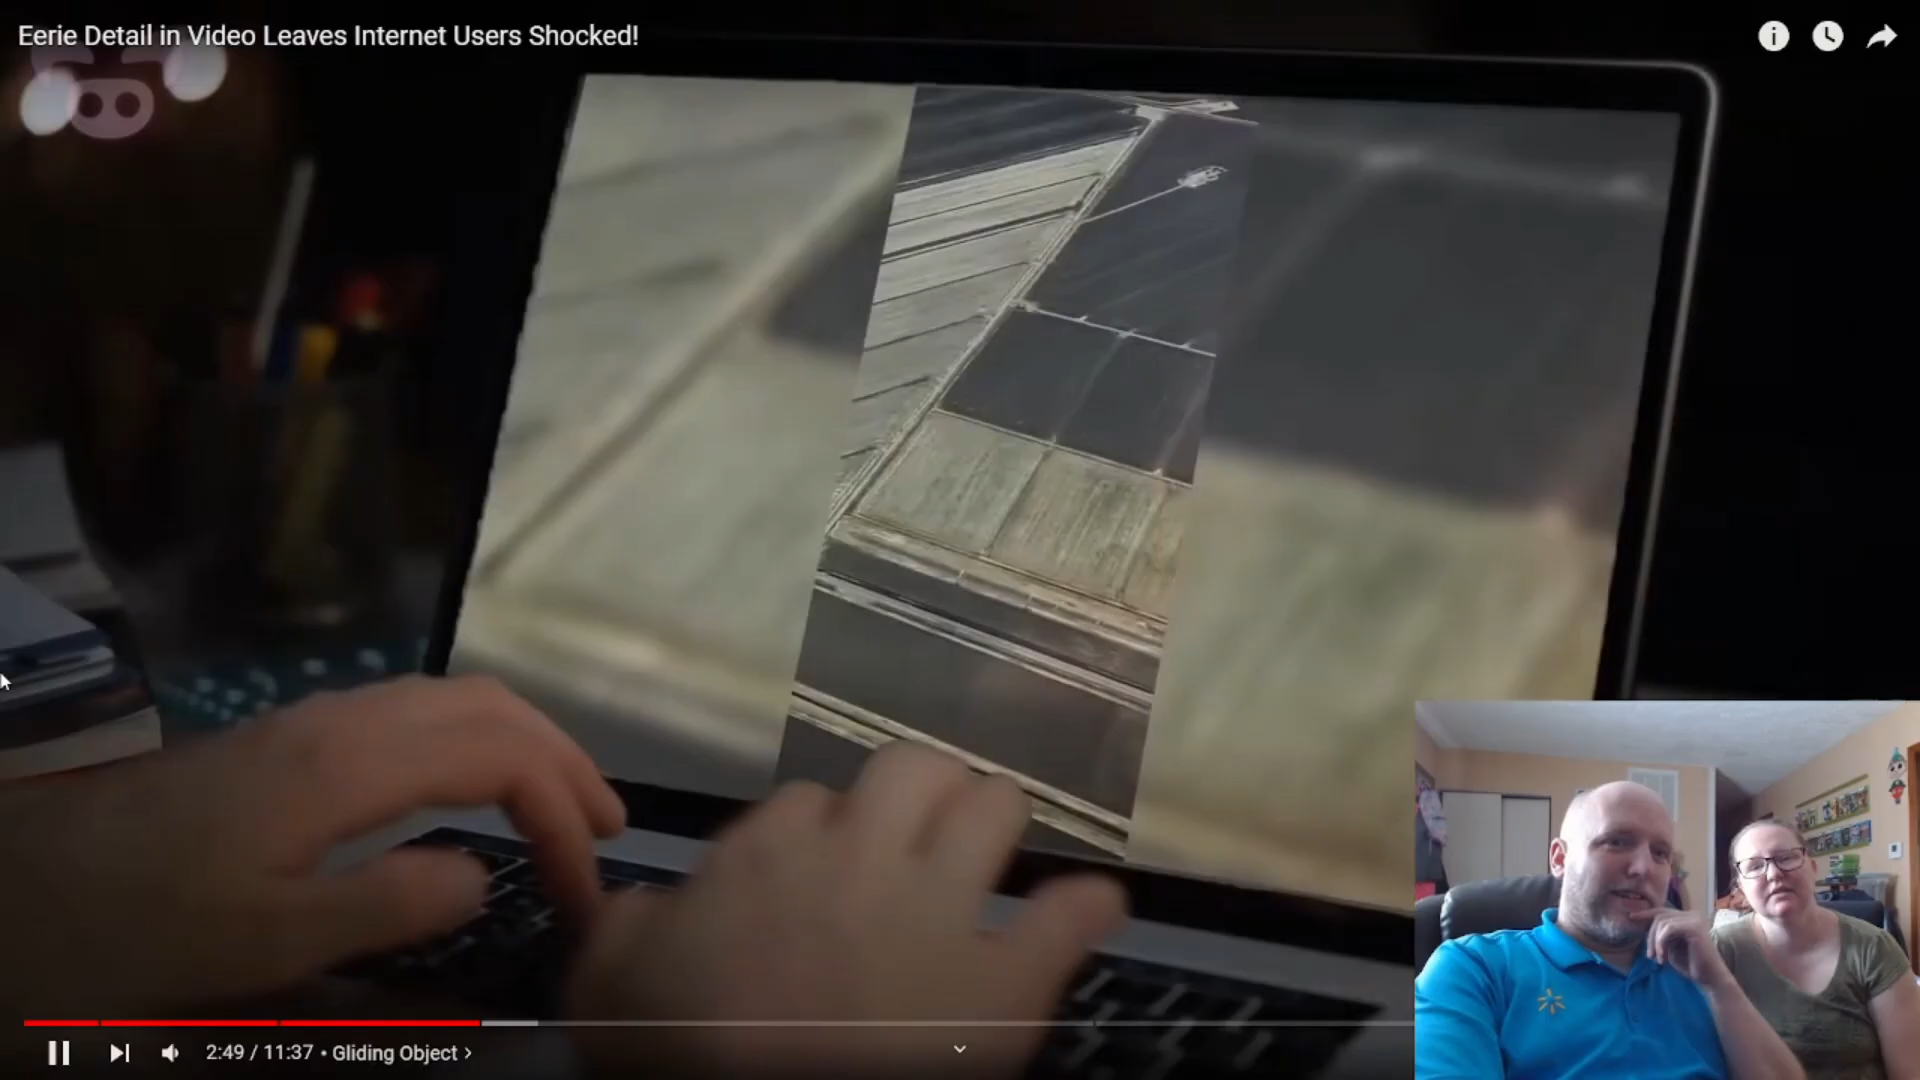 Eerie Detail in Video Leaves Internet Users Shocked!
2:49 / 11:37 • Gliding Object >